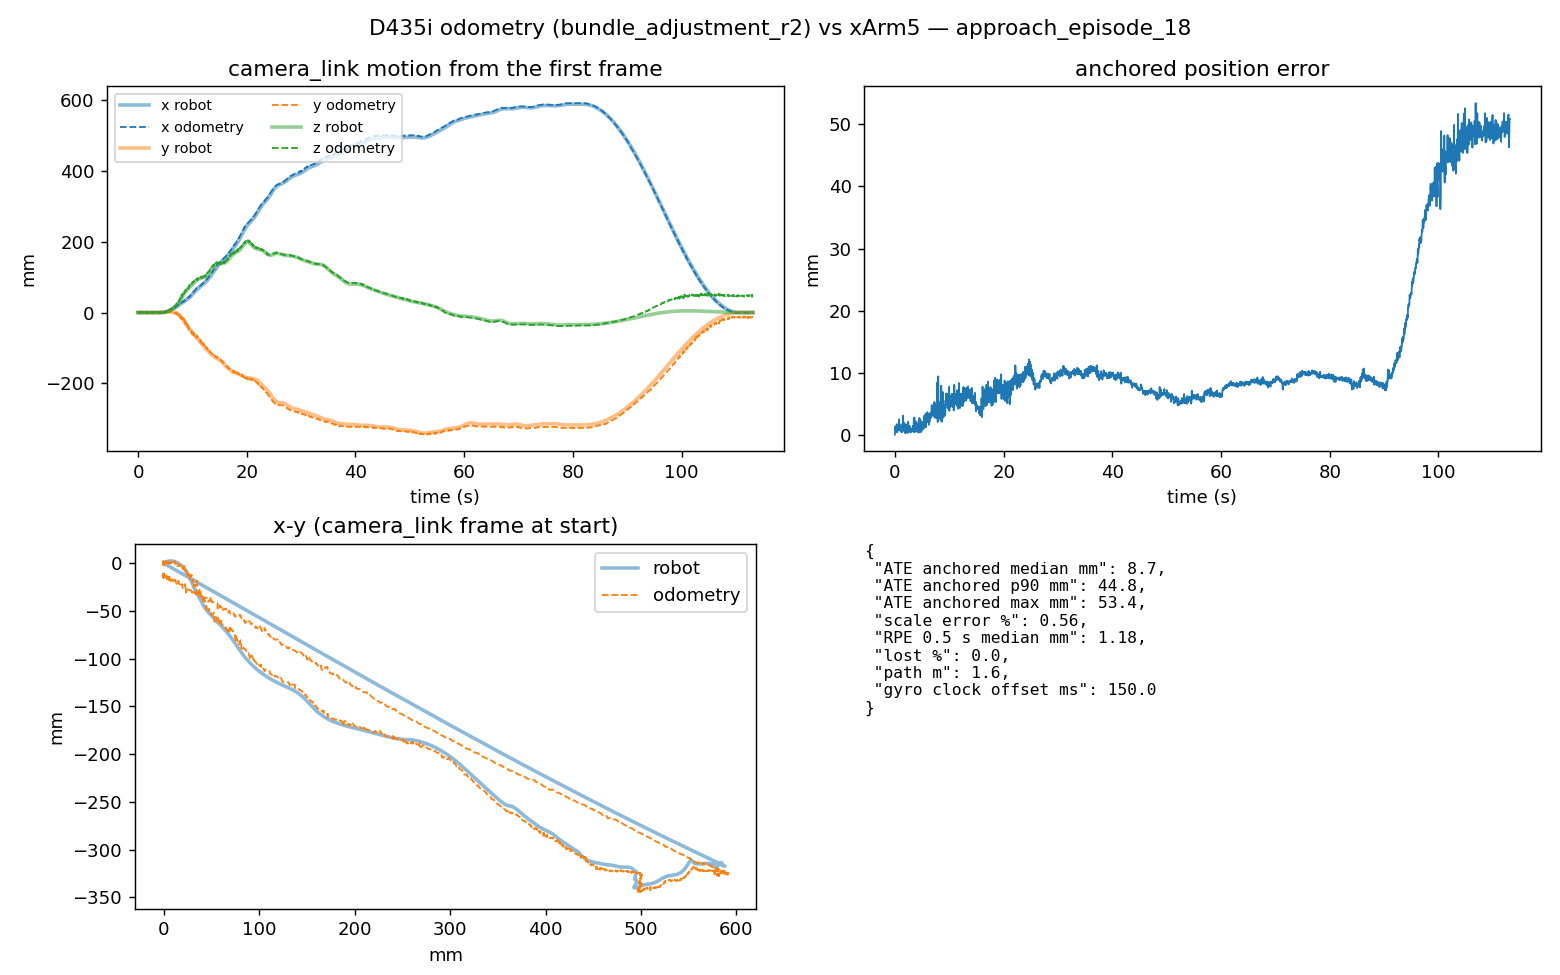 D435i odometry (bundle_adjustment_r2) vs xArm5 — approach_episode_18
camera_link motion from the first frame
x robot
x odometry
y robot
y odometry
z robot
z odometry
600
400
200
0
−200
mm
0 20 40 60 80 100
time (s)
anchored position error
50
40
30
20
10
0
mm
0 20 40 60 80 100
time (s)
x-y (camera_link frame at start)
robot
odometry
0
−50
−100
−150
−200
−250
−300
−350
mm
0 100 200 300 400 500 600
mm
{
"ATE anchored median mm": 8.7,
"ATE anchored p90 mm": 44.8,
"ATE anchored max mm": 53.4,
"scale error %": 0.56,
"RPE 0.5 s median mm": 1.18,
"lost %": 0.0,
"path m": 1.6,
"gyro clock offset ms": 150.0
}